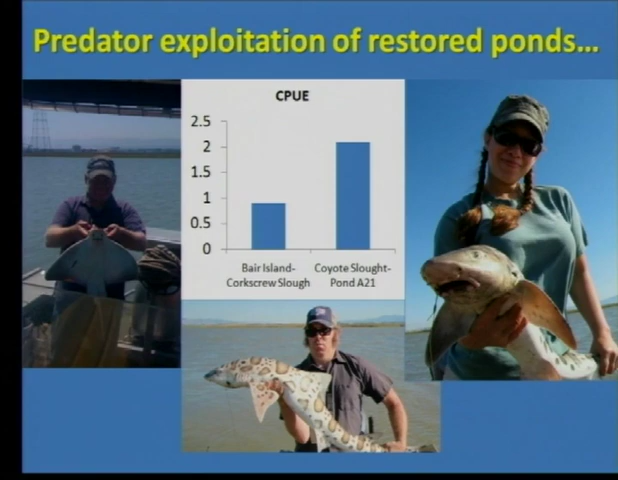 Predator exploitation of restored ponds...
CPUE
2.5
2
1.5
1
0.5
0
Bair Island-
Corkscrew Slough
Coyote Slought-
Pond A21